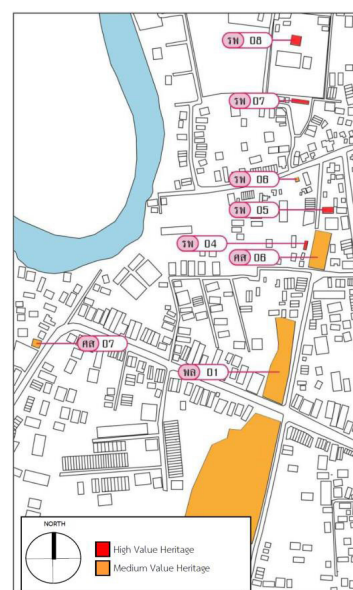 รพ 08
รพ 07
รพ 06
รพ 05
รพ 04
คส 06
คส 07
พล 01
NORTH
High Value Heritage
Medium Value Heritage